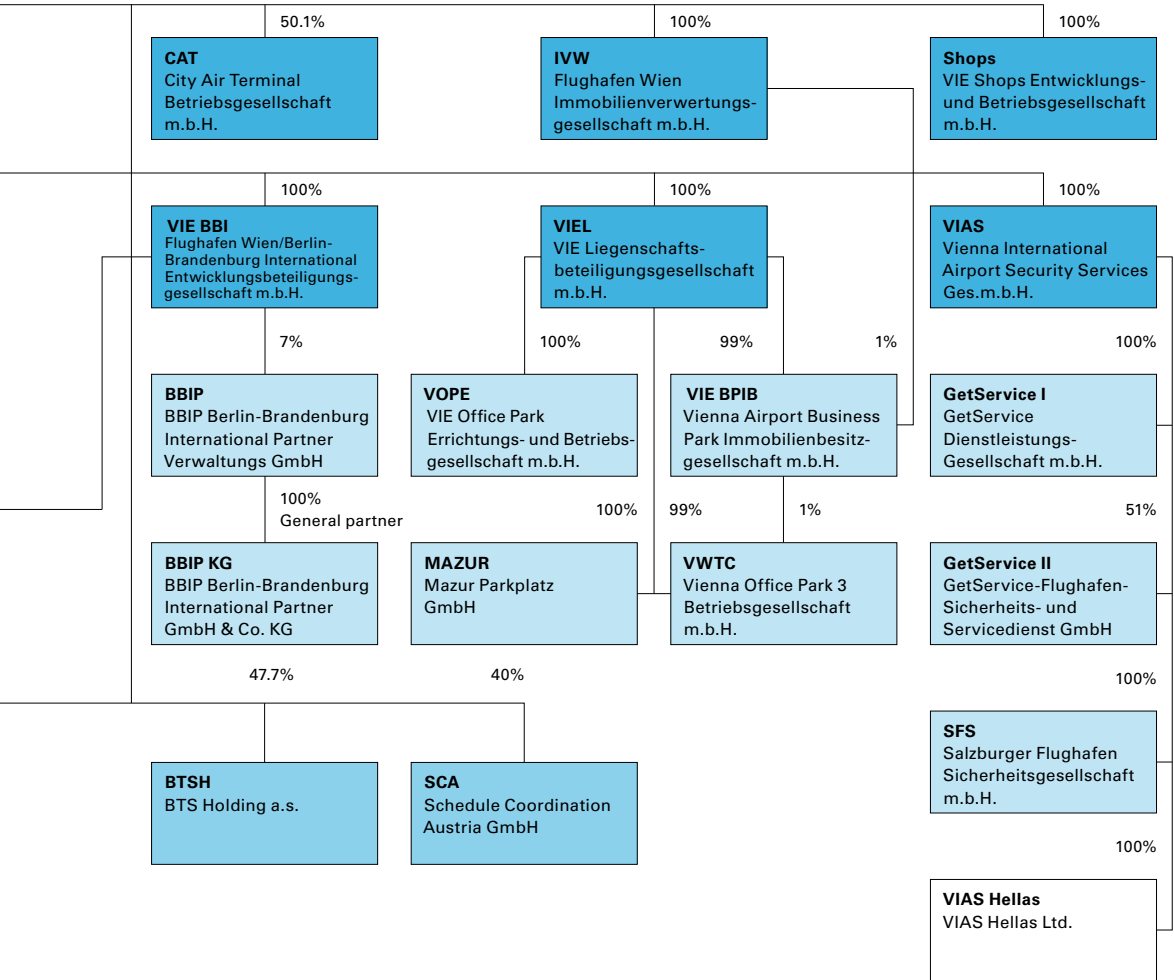 50.1%
100%
100%
CAT
City Air Terminal
Betriebsgesellschaft
m.b.H.
IVW
Flughafen Wien
Immobilienverwertungs-
gesellschaft m.b.H.
Shops
VIE Shops Entwicklungs-
und Betriebsgesellschaft
m.b.H.
100%
100%
100%
VIE BBI
Flughafen Wien/Berlin-
Brandenburg International
Entwicklungsbeteiligungs-
gesellschaft m.b.H.
VIEL
VIE Liegenschafts-
beteiligungsgesellschaft
m.b.H.
VIAS
Vienna International
Airport Security Services
Ges.m.b.H.
7%
100%
99%
1%
100%
BBIP
BBIP Berlin-Brandenburg
International Partner
Verwaltungs GmbH
VOPE
VIE Office Park
Errichtungs- und Betriebs-
gesellschaft m.b.H.
VIE BPIB
Vienna Airport Business
Park Immobilienbesitz-
gesellschaft m.b.H.
GetService I
GetService
Dienstleistungs-
Gesellschaft m.b.H.
100%
General partner
100%
99%
1%
51%
BBIP KG
BBIP Berlin-Brandenburg
International Partner
GmbH & Co. KG
MAZUR
Mazur Parkplatz
GmbH
VWTC
Vienna Office Park 3
Betriebsgesellschaft
m.b.H.
GetService II
GetService-Flughafen-
Sicherheits- und
Servicedienst GmbH
47.7%
40%
100%
BTSH
BTS Holding a.s.
SCA
Schedule Coordination
Austria GmbH
SFS
Salzburger Flughafen
Sicherheitsgesellschaft
m.b.H.
100%
VIAS Hellas
VIAS Hellas Ltd.